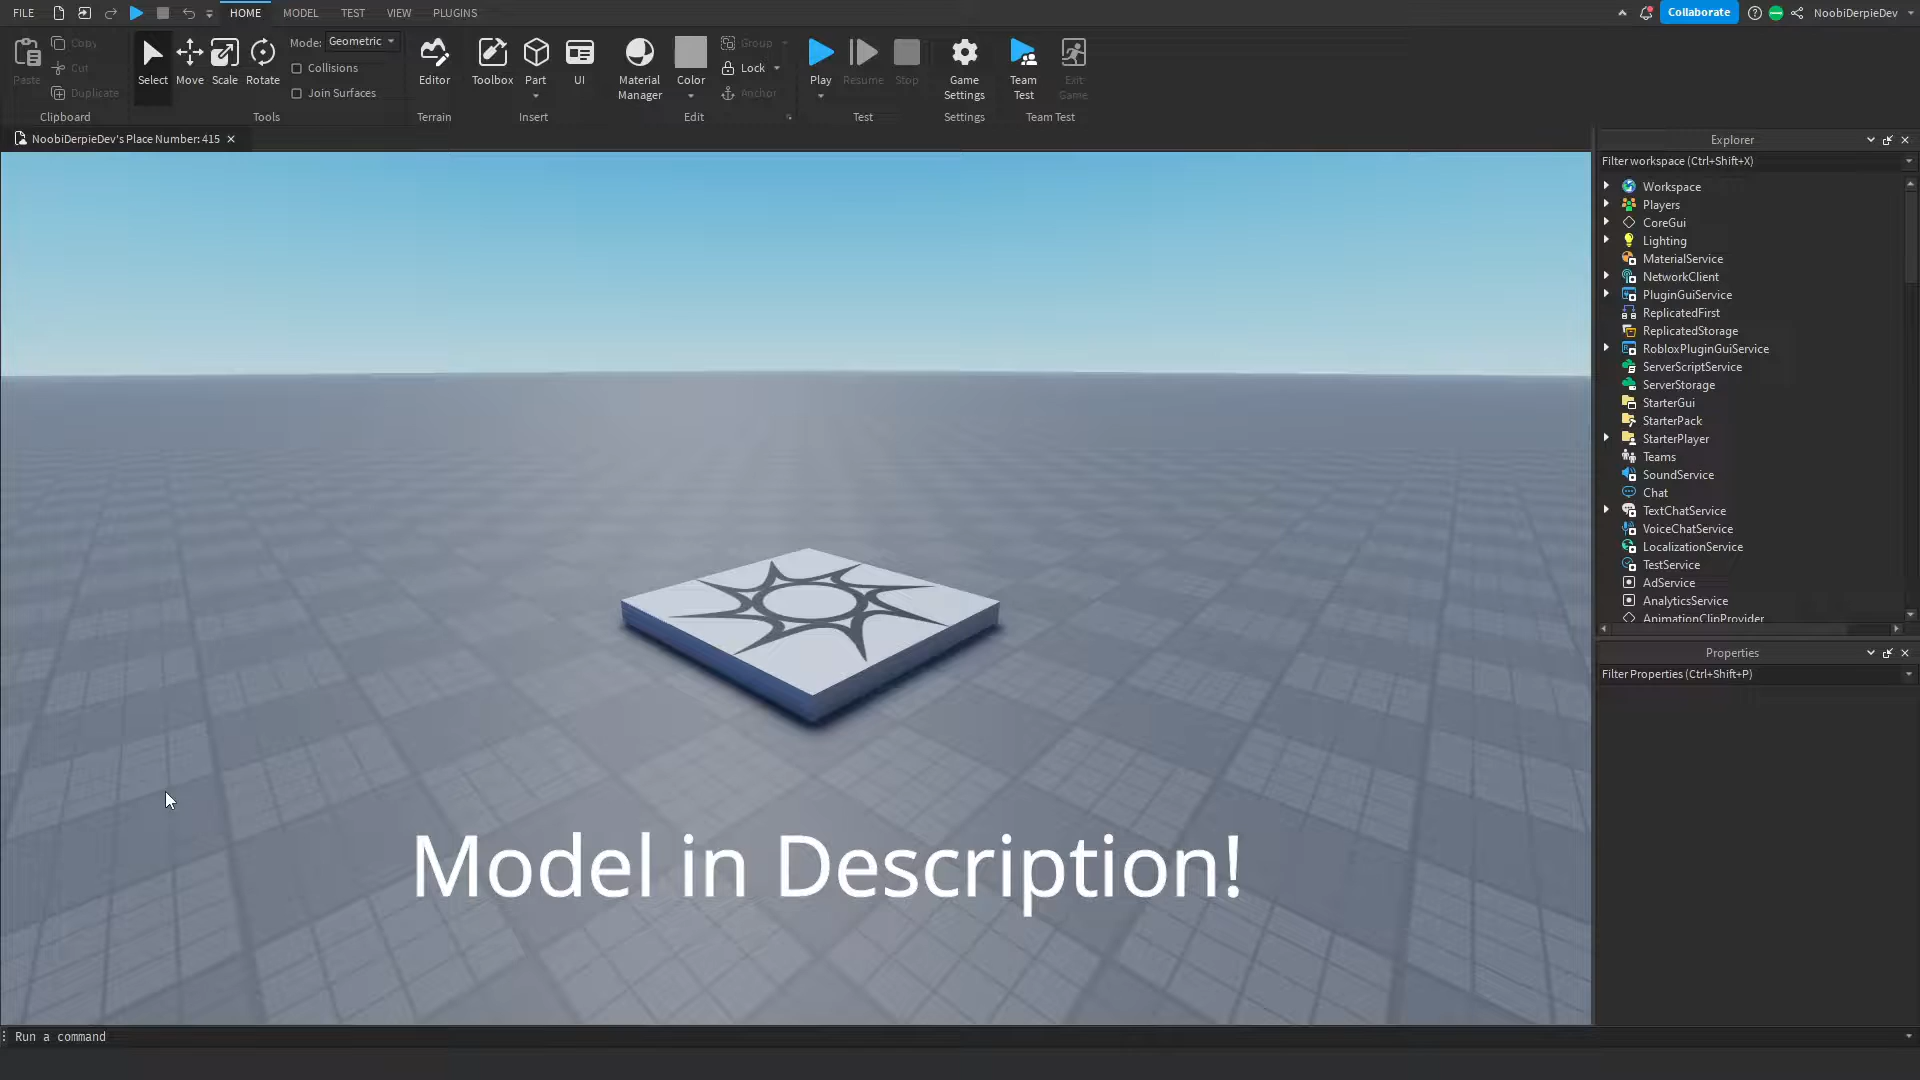 FILE
HOME
MODEL
TEST
VIEW
PLUGINS
Collaborate
NoobiDerpieDev
Paste
Copy
Cut
Duplicate
Clipboard
Select
Move
Scale
Rotate
Mode: Geometric
Collisions
Join Surfaces
Tools
Editor
Terrain
Toolbox
Part
UI
Insert
Material
Manager
Color
Group
Lock
Anchor
Edit
Play
Resume
Stop
Test
Game
Settings
Settings
Team
Test
Exit
Game
Team Test
NoobiDerpieDev's Place Number: 415
Explorer
Filter workspace (Ctrl+Shift+X)
Workspace
Players
CoreGui
Lighting
MaterialService
NetworkClient
PluginGuiService
ReplicatedFirst
ReplicatedStorage
RobloxPluginGuiService
ServerScriptService
ServerStorage
StarterGui
StarterPack
StarterPlayer
Teams
SoundService
Chat
TextChatService
VoiceChatService
LocalizationService
TestService
AdService
AnalyticsService
AnimationClipProvider
Properties
Filter Properties (Ctrl+Shift+P)
Model in Description!
Run a command